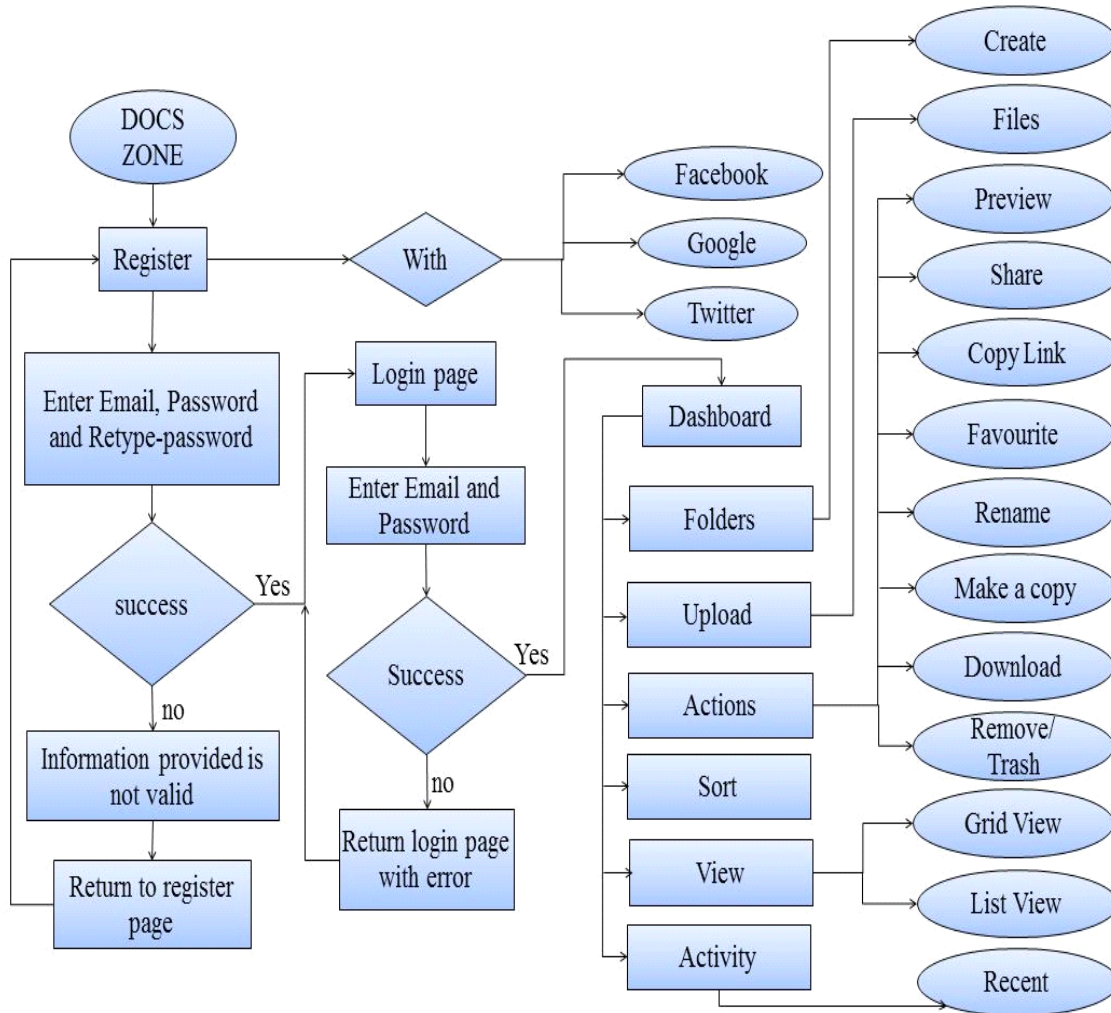 DOCS
ZONE
Register
With
Facebook
Google
Twitter
Enter Email, Password
and Retype-password
success
Yes
no
Information provided is
not valid
Return to register
page
Login page
Enter Email and
Password
Success
Yes
no
Return login page
with error
Dashboard
Folders
Upload
Actions
Sort
View
Activity
Create
Files
Preview
Share
Copy Link
Favourite
Rename
Make a copy
Download
Remove/
Trash
Grid View
List View
Recent